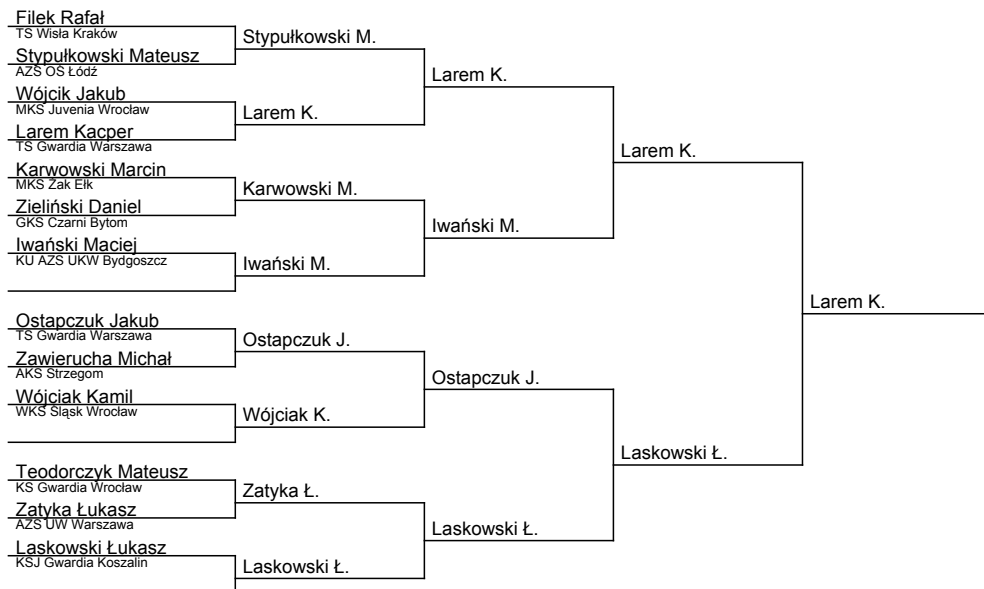 Filek Rafał
TS Wisła Kraków
Stypułkowski Mateusz
AZS OŚ Łódź
Wójcik Jakub
MKS Juvenia Wrocław
Larem Kacper
TS Gwardia Warszawa
Karwowski Marcin
MKS Żak Ełk
Zieliński Daniel
GKS Czarni Bytom
Iwański Maciej
KU AZS UKW Bydgoszcz
Ostapczuk Jakub
TS Gwardia Warszawa
Zawierucha Michał
AKS Strzegom
Wójciak Kamil
WKS Śląsk Wrocław
Teodorczyk Mateusz
KS Gwardia Wrocław
Zatyka Łukasz
AZS UW Warszawa
Laskowski Łukasz
KSJ Gwardia Koszalin
Stypułkowski M.
Larem K.
Karwowski M.
Iwański M.
Ostapczuk J.
Wójciak K.
Zatyka Ł.
Laskowski Ł.
Larem K.
Iwański M.
Ostapczuk J.
Laskowski Ł.
Larem K.
Laskowski Ł.
Larem K.